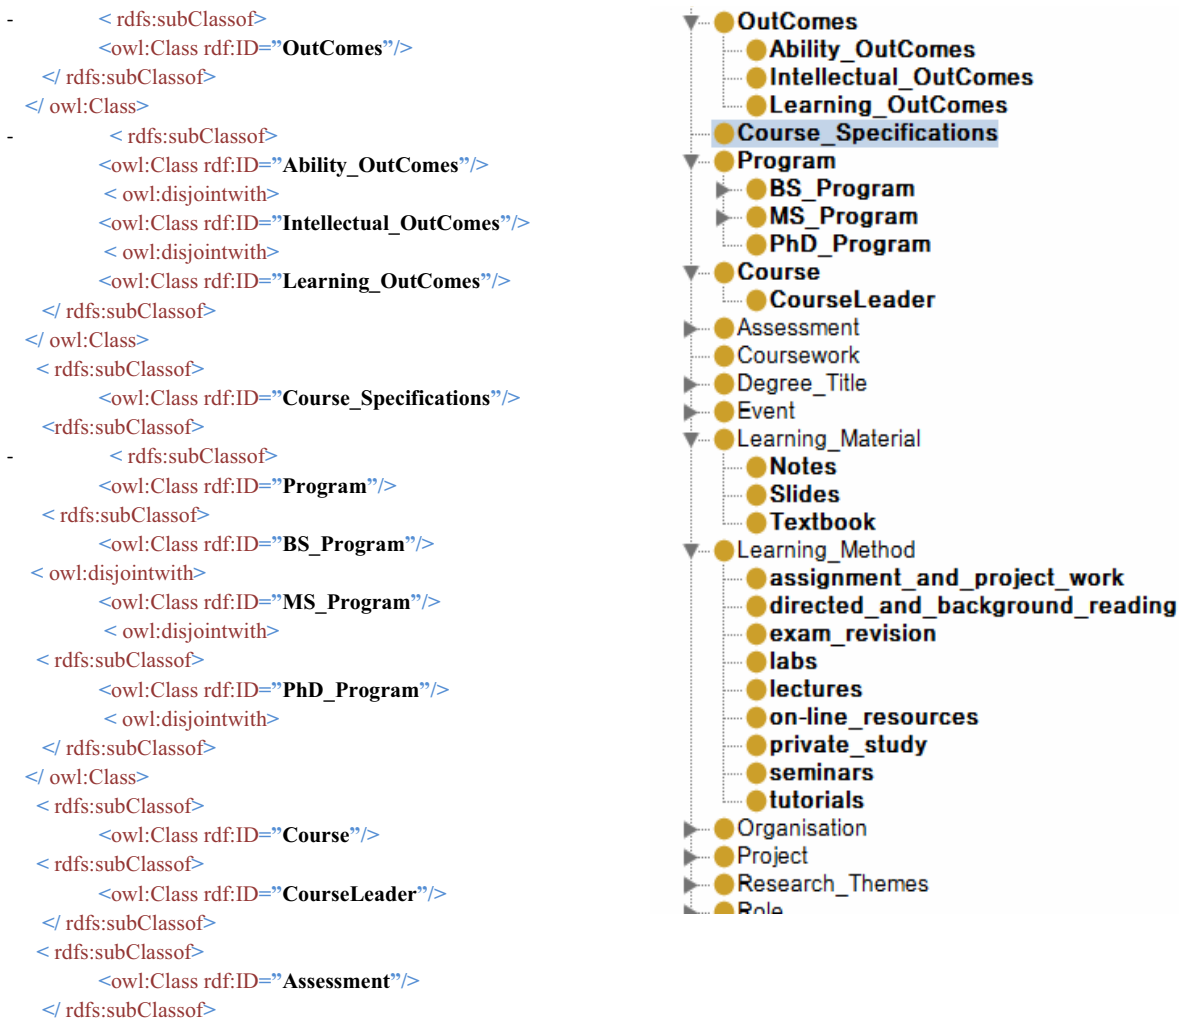 - < rdfs:subClassof>
<owl:Class rdf:ID=”OutComes”/>
</ rdfs:subClassof>
</ owl:Class>
- < rdfs:subClassof>
<owl:Class rdf:ID=”Ability_OutComes”/>
< owl:disjointwith>
<owl:Class rdf:ID=”Intellectual_OutComes”/>
< owl:disjointwith>
<owl:Class rdf:ID=”Learning_OutComes”/>
</ rdfs:subClassof>
</ owl:Class>
< rdfs:subClassof>
<owl:Class rdf:ID=”Course_Specifications”/>
<rdfs:subClassof>
- < rdfs:subClassof>
<owl:Class rdf:ID=”Program”/>
< rdfs:subClassof>
<owl:Class rdf:ID=”BS_Program”/>
< owl:disjointwith>
<owl:Class rdf:ID=”MS_Program”/>
< owl:disjointwith>
< rdfs:subClassof>
<owl:Class rdf:ID=”PhD_Program”/>
< owl:disjointwith>
</ rdfs:subClassof>
</ owl:Class>
< rdfs:subClassof>
<owl:Class rdf:ID=”Course”/>
< rdfs:subClassof>
<owl:Class rdf:ID=”CourseLeader”/>
</ rdfs:subClassof>
< rdfs:subClassof>
<owl:Class rdf:ID=”Assessment”/>
</ rdfs:subClassof>
OutComes
Ability_OutComes
Intellectual_OutComes
Learning_OutComes
Course_Specifications
Program
BS_Program
MS_Program
PhD_Program
Course
CourseLeader
Assessment
Coursework
Degree_Title
Event
Learning_Material
Notes
Slides
Textbook
Learning_Method
assignment_and_project_work
directed_and_background_reading
exam_revision
labs
lectures
on-line_resources
private_study
seminars
tutorials
Organisation
Project
Research_Themes
Role